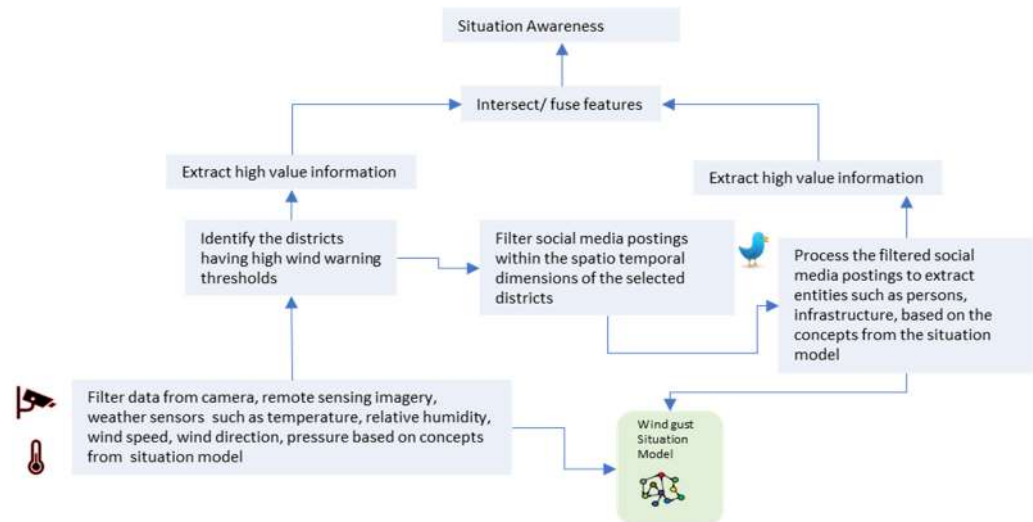 Situation Awareness
Intersect/ fuse features
Extract high value information
Extract high value information
Identify the districts
having high wind warning
thresholds
Filter social media postings
within the spatio temporal
dimensions of the selected
districts
Process the filtered social
media postings to extract
entities such as persons,
infrastructure, based on the
concepts from the situation
model
Filter data from camera, remote sensing imagery,
weather sensors such as temperature, relative humidity,
wind speed, wind direction, pressure based on concepts
from situation model
Wind gust
Situation
Model